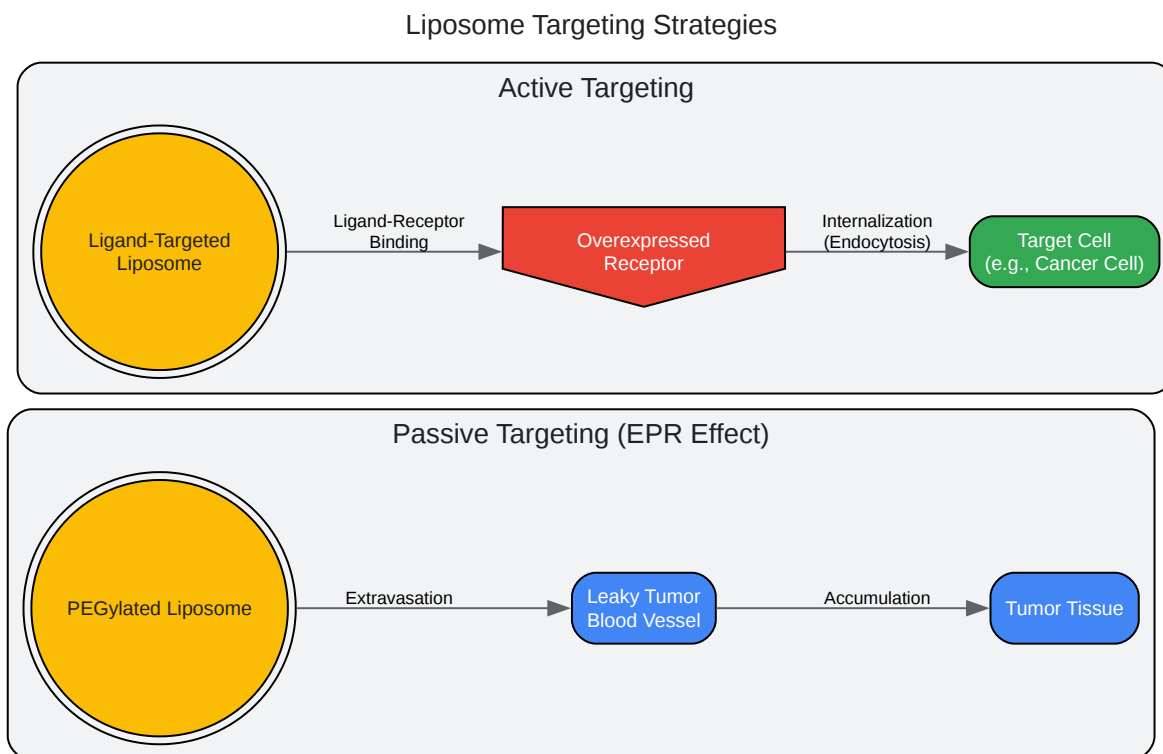 Liposome Targeting Strategies
Active Targeting
Ligand-Targeted
Liposome
Ligand-Receptor
Binding
Overexpressed
Receptor
Internalization
(Endocytosis)
Target Cell
(e.g., Cancer Cell)
Passive Targeting (EPR Effect)
PEGylated Liposome
Extravasation
Leaky Tumor
Blood Vessel
Accumulation
Tumor Tissue